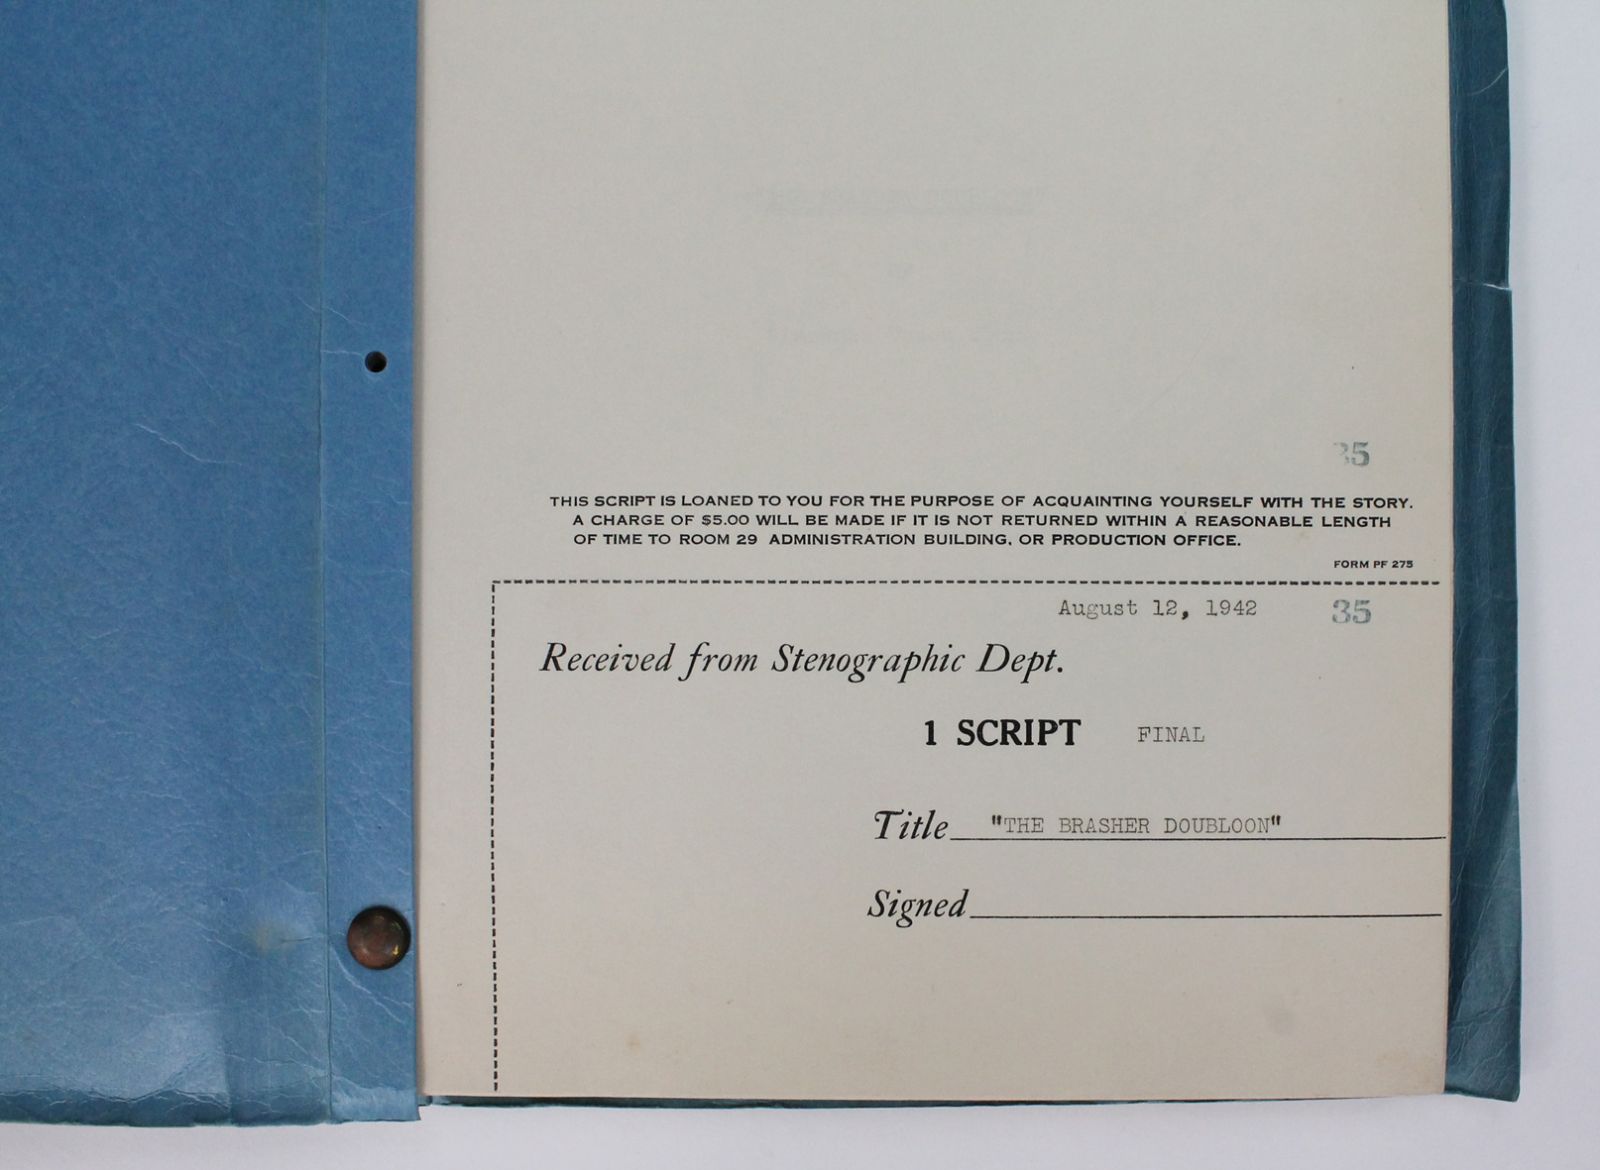 35
THIS SCRIPT IS LOANED TO YOU FOR THE PURPOSE OF ACQUAINTING YOURSELF WITH THE STORY.
A CHARGE OF $5.00 WILL BE MADE IF IT IS NOT RETURNED WITHIN A REASONABLE LENGTH
OF TIME TO ROOM 29 ADMINISTRATION BUILDING, OR PRODUCTION OFFICE.
FORM PF 275
August 12, 1942 35
Received from Stenographic Dept.
1 SCRIPT FINAL
Title "THE BRASHER DOUBLOON"
Signed